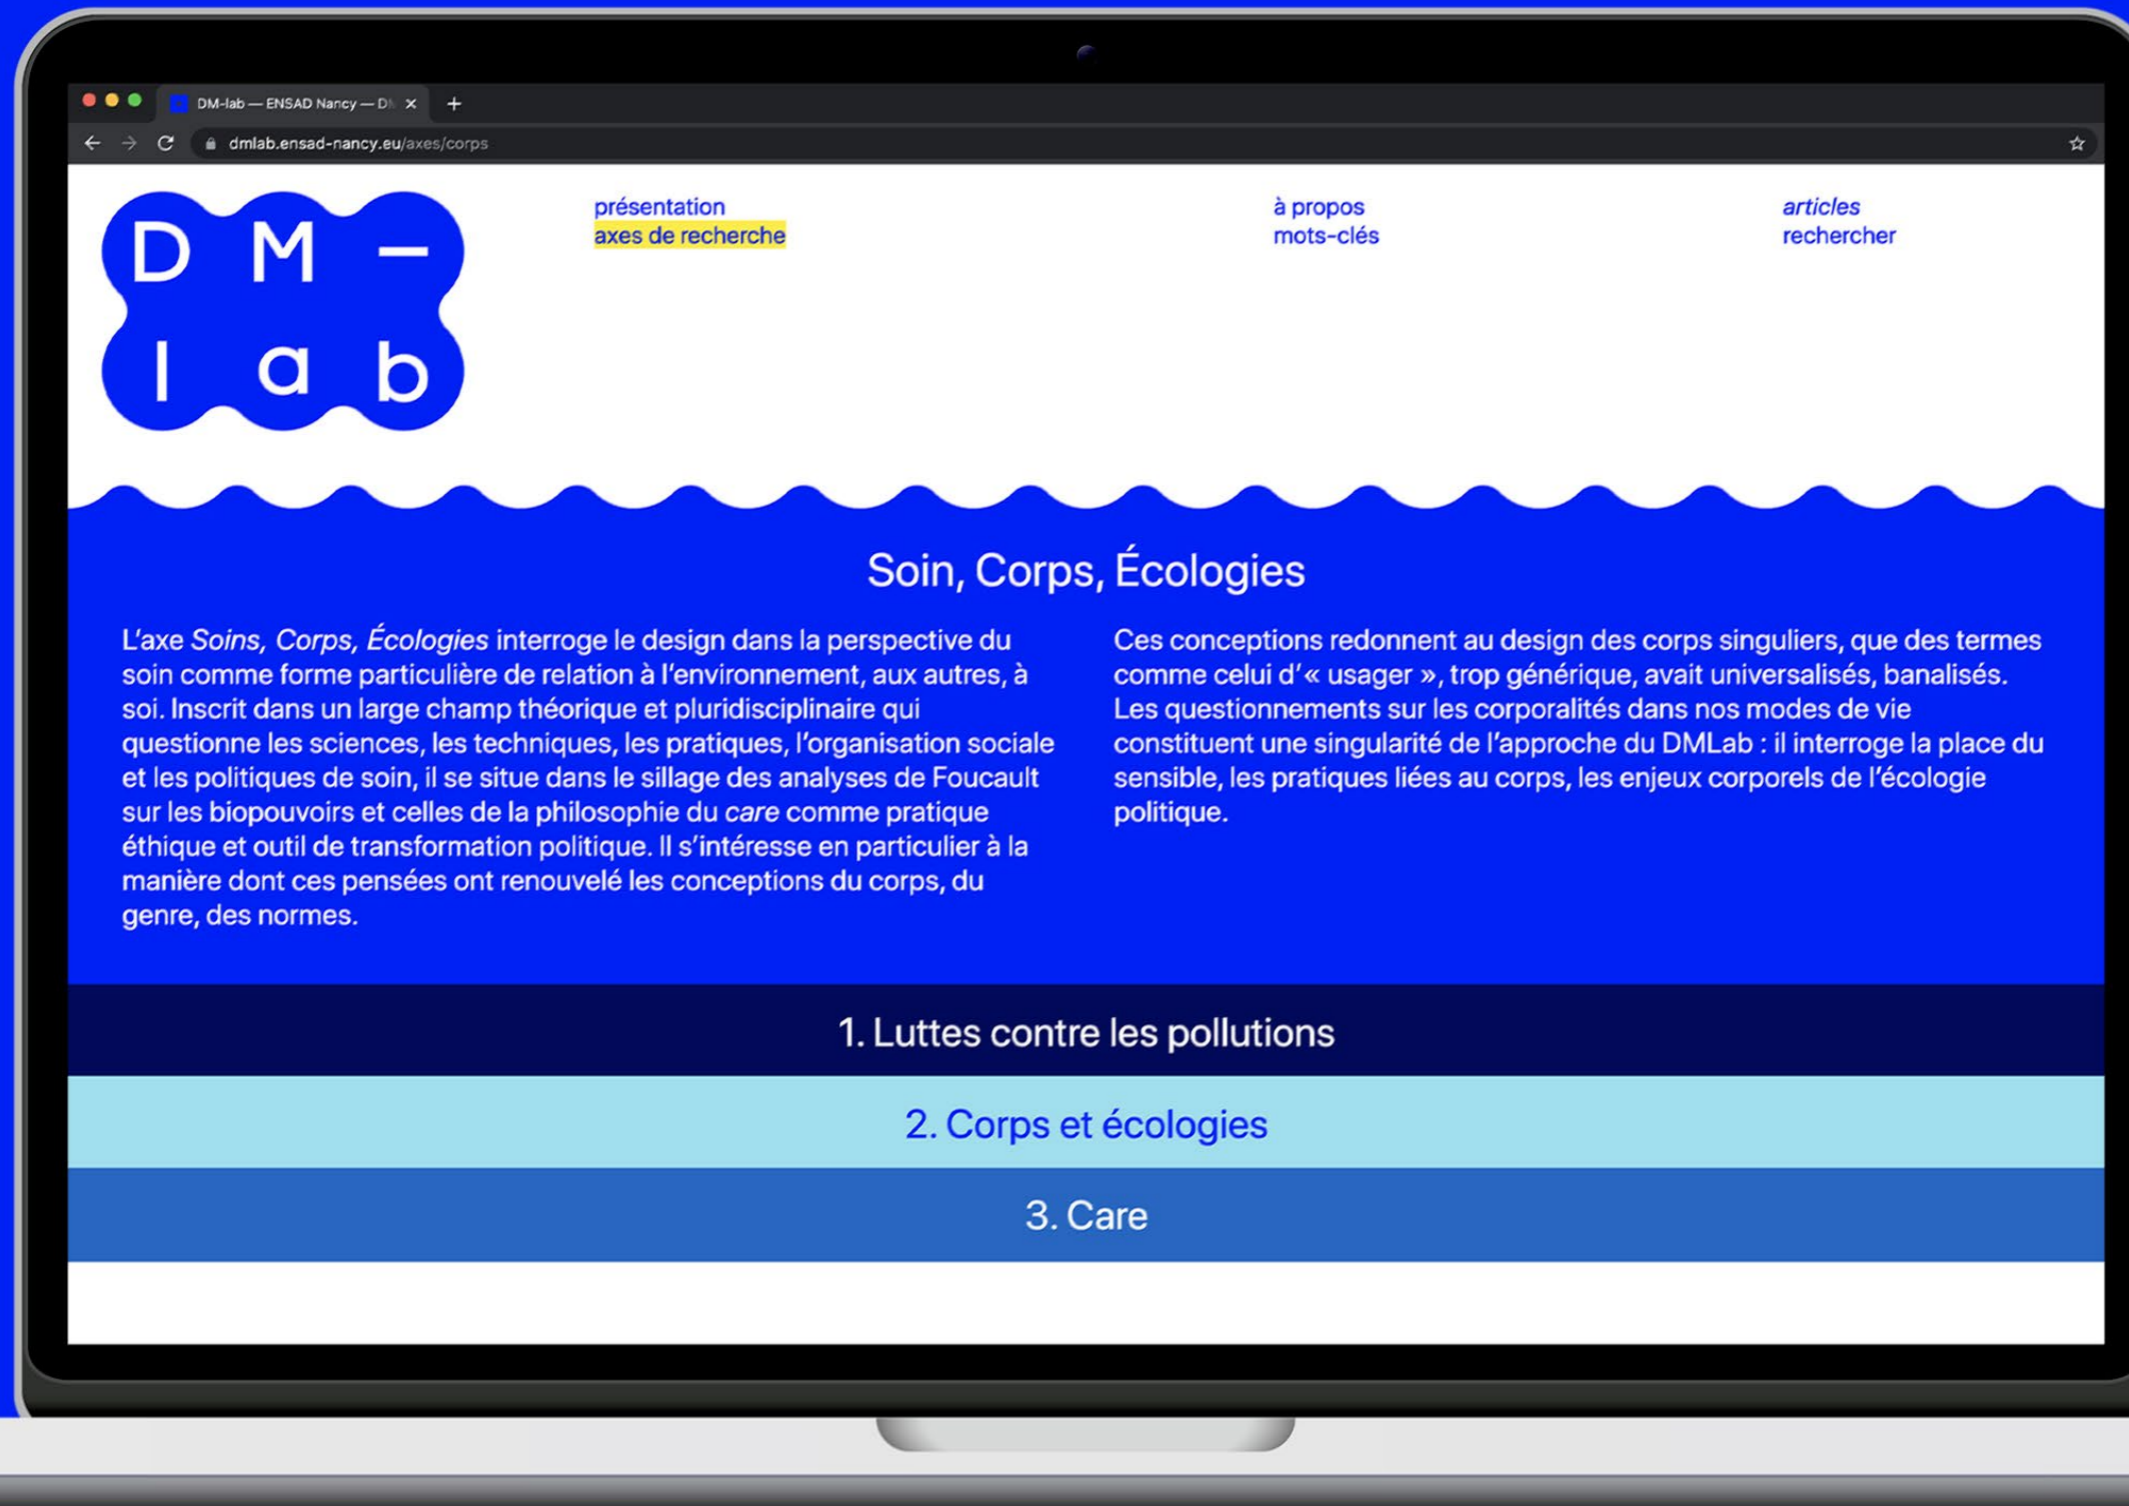 DM-lab — ENSAD Nancy — D
dmlab.ensad-nancy.eu/axes/corps
D M –
l a b
présentation
axes de recherche
à propos
mots-clés
articles
rechercher
Soin, Corps, Écologies
L'axe Soins, Corps, Écologies interroge le design dans la perspective du
soin comme forme particulière de relation à l'environnement, aux autres, à
soi. Inscrit dans un large champ théorique et pluridisciplinaire qui
questionne les sciences, les techniques, les pratiques, l'organisation sociale
et les politiques de soin, il se situe dans le sillage des analyses de Foucault
sur les biopouvoirs et celles de la philosophie du care comme pratique
éthique et outil de transformation politique. Il s'intéresse en particulier à la
manière dont ces pensées ont renouvelé les conceptions du corps, du
genre, des normes.
Ces conceptions redonnent au design des corps singuliers, que des termes
comme celui d'« usager », trop générique, avait universalisés, banalisés.
Les questionnements sur les corporalités dans nos modes de vie
constituent une singularité de l'approche du DMLab : il interroge la place du
sensible, les pratiques liées au corps, les enjeux corporels de l'écologie
politique.
1. Luttes contre les pollutions
2. Corps et écologies
3. Care